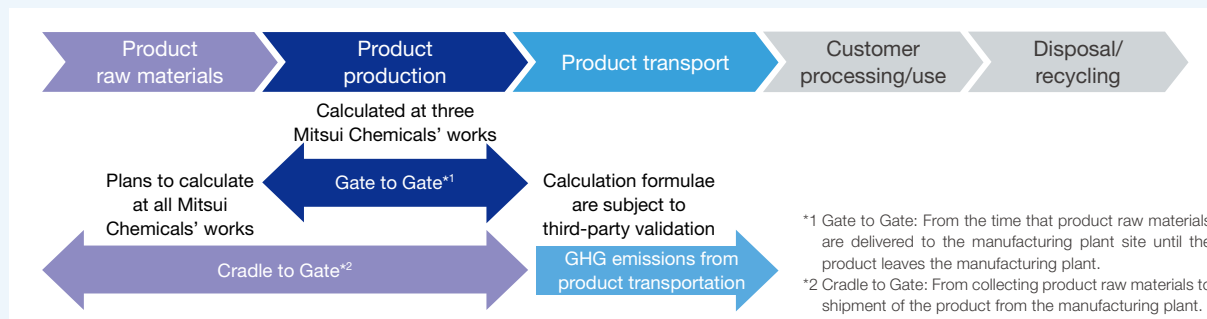 Product
raw materials
Product
production
Product transport
Customer
processing/use
Disposal/
recycling
Calculated at three
Mitsui Chemicals’ works
Gate to Gate*1
Plans to calculate
at all Mitsui
Chemicals’ works
Cradle to Gate*2
Calculation formulae
are subject to
third-party validation
GHG emissions from
product transportation
*1 Gate to Gate: From the time that product raw materials
are delivered to the manufacturing plant site until the
product leaves the manufacturing plant.
*2 Cradle to Gate: From collecting product raw materials to
shipment of the product from the manufacturing plant.